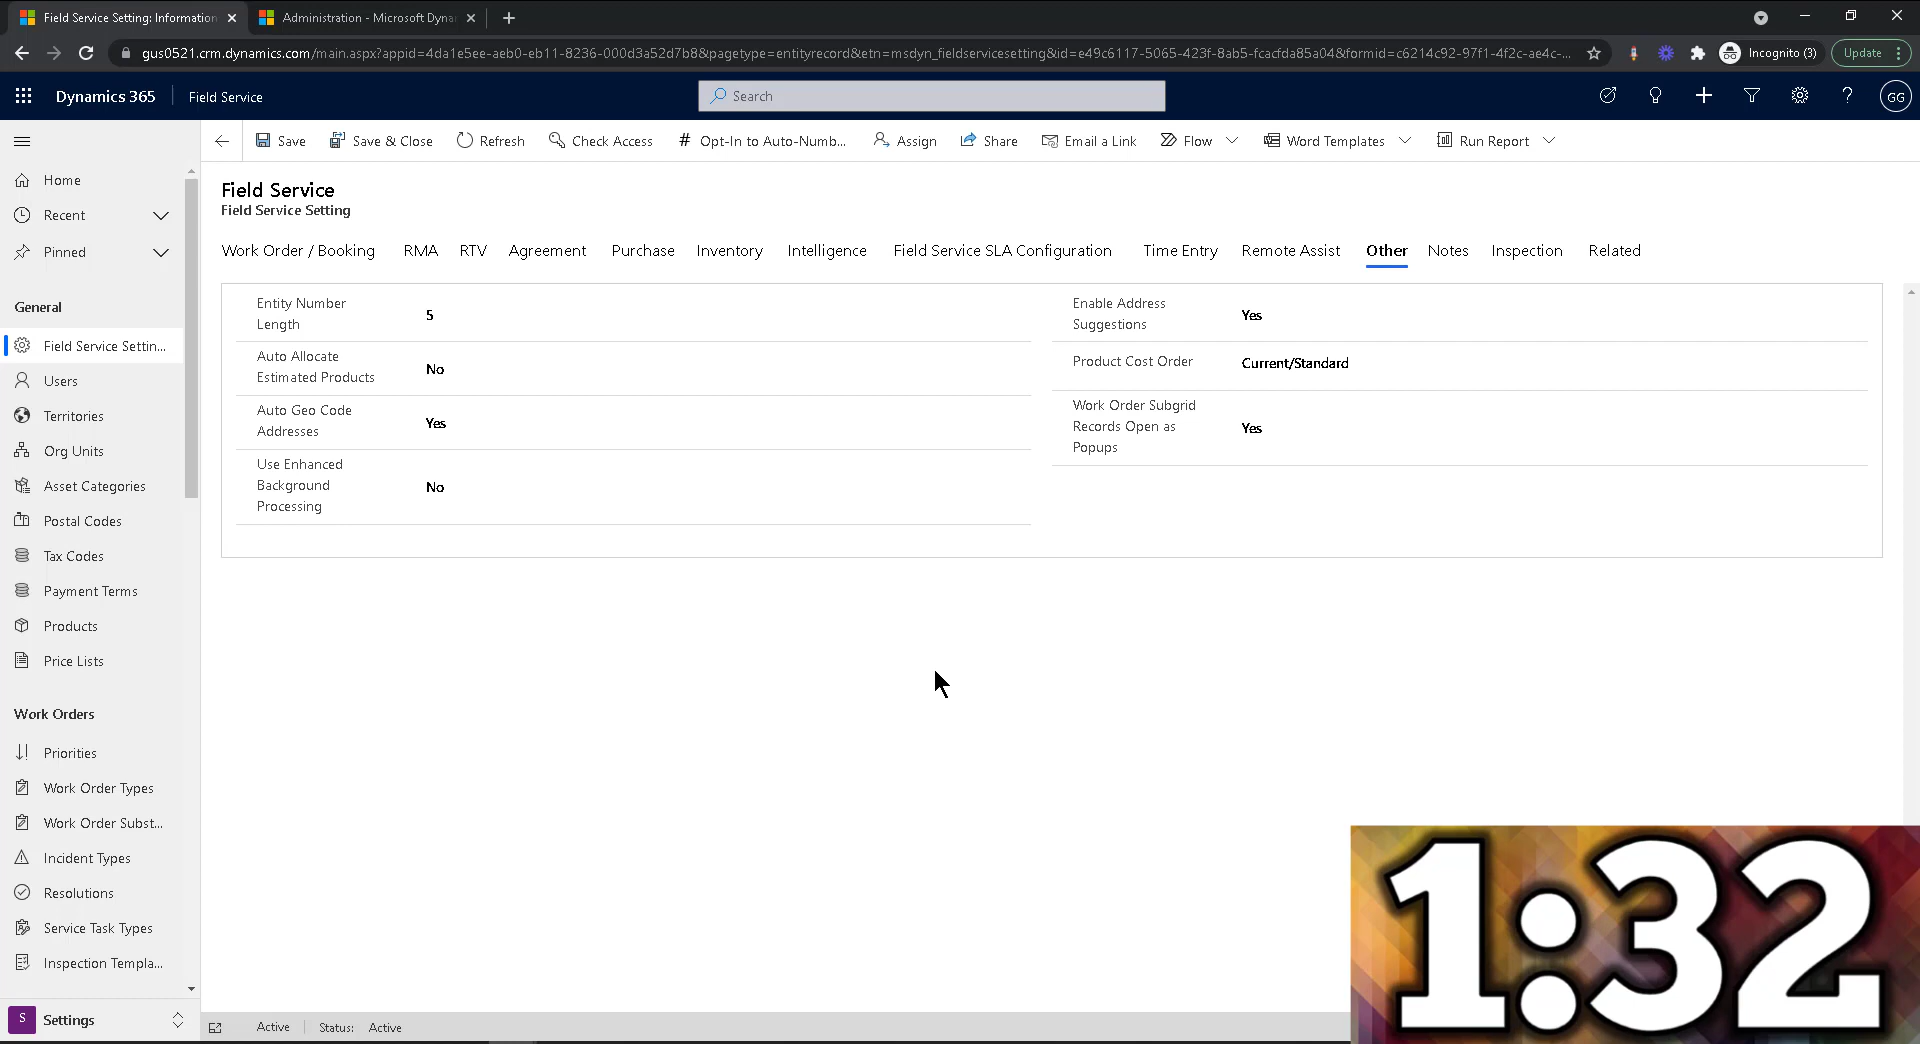 Field Service Setting: Information
Administration - Microsoft Dynar
gus0521.crm.dynamics.com/main.aspx?appid=4da1e5ee-aeb0-eb11-8236-000d3a52d7b8&pagetype=entityrecord&etn=msdyn_fieldservicesetting&id=e49c6117-5065-423f-8ab5-fcacfda85a04&formid=c6214c92-97f1-4f2c-ae4c-...
Incognito (3)
Update
Dynamics 365
Field Service
Search
GG
Save
Save & Close
Refresh
Check Access
Opt-In to Auto-Numb...
Assign
Share
Email a Link
Flow
Word Templates
Run Report
Home
Recent
Pinned
General
Field Service Settin...
Users
Territories
Org Units
Asset Categories
Postal Codes
Tax Codes
Payment Terms
Products
Price Lists
Work Orders
Priorities
Work Order Types
Work Order Subst...
Incident Types
Resolutions
Service Task Types
Inspection Templa...
S Settings
Field Service
Field Service Setting
Work Order / Booking
RMA
RTV
Agreement
Purchase
Inventory
Intelligence
Field Service SLA Configuration
Time Entry
Remote Assist
Other
Notes
Inspection
Related
Entity Number
Length
5
Auto Allocate
Estimated Products
No
Auto Geo Code
Addresses
Yes
Use Enhanced
Background
Processing
No
Enable Address
Suggestions
Yes
Product Cost Order
Current/Standard
Work Order Subgrid
Records Open as
Popups
Yes
Active
Status: Active
1:32